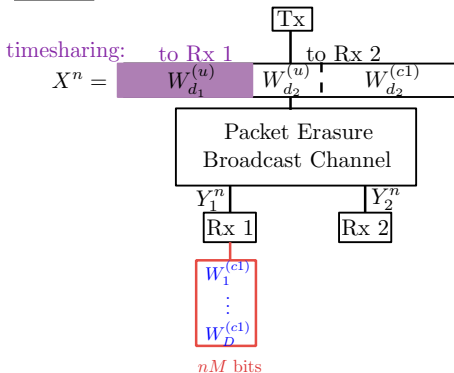 Tx
timesharing: to Rx 1 to Rx 2
X^n = W_{d_1}^{(u)} W_{d_2}^{(u)} W_{d_2}^{(c1)}
Packet Erasure
Broadcast Channel
Y_1^n Y_2^n
Rx 1 Rx 2
W_1^{(c1)}
⋮
W_D^{(c1)}
nM bits